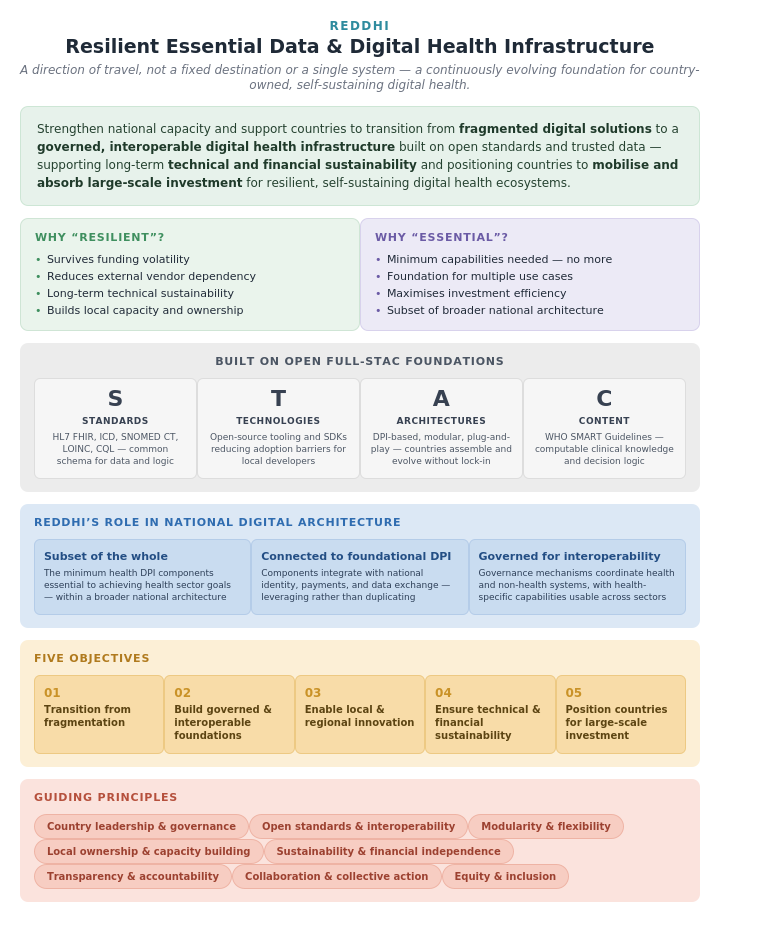 REDDHI
Resilient Essential Data & Digital Health Infrastructure
A direction of travel, not a fixed destination or a single system — a continuously evolving foundation for country-
owned, self-sustaining digital health.
Strengthen national capacity and support countries to transition from fragmented digital solutions to a
governed, interoperable digital health infrastructure built on open standards and trusted data —
supporting long-term technical and financial sustainability and positioning countries to mobilise and
absorb large-scale investment for resilient, self-sustaining digital health ecosystems.
WHY “RESILIENT”?
• Survives funding volatility
• Reduces external vendor dependency
• Long-term technical sustainability
• Builds local capacity and ownership
WHY “ESSENTIAL”?
• Minimum capabilities needed — no more
• Foundation for multiple use cases
• Maximises investment efficiency
• Subset of broader national architecture
BUILT ON OPEN FULL-STAC FOUNDATIONS
S
STANDARDS
HL7 FHIR, ICD, SNOMED CT,
LOINC, CQL — common
schema for data and logic
T
TECHNOLOGIES
Open-source tooling and SDKs
reducing adoption barriers for
local developers
A
ARCHITECTURES
DPI-based, modular, plug-and-
play — countries assemble and
evolve without lock-in
C
CONTENT
WHO SMART Guidelines —
computable clinical knowledge
and decision logic
REDDHI’S ROLE IN NATIONAL DIGITAL ARCHITECTURE
Subset of the whole
The minimum health DPI components
essential to achieving health sector goals
— within a broader national architecture
Connected to foundational DPI
Components integrate with national
identity, payments, and data exchange —
leveraging rather than duplicating
Governed for interoperability
Governance mechanisms coordinate health
and non-health systems, with health-
specific capabilities usable across sectors
FIVE OBJECTIVES
01
Transition from
fragmentation
02
Build governed &
interoperable
foundations
03
Enable local &
regional innovation
04
Ensure technical &
financial
sustainability
05
Position countries
for large-scale
investment
GUIDING PRINCIPLES
Country leadership & governance
Open standards & interoperability
Modularity & flexibility
Local ownership & capacity building
Sustainability & financial independence
Transparency & accountability
Collaboration & collective action
Equity & inclusion